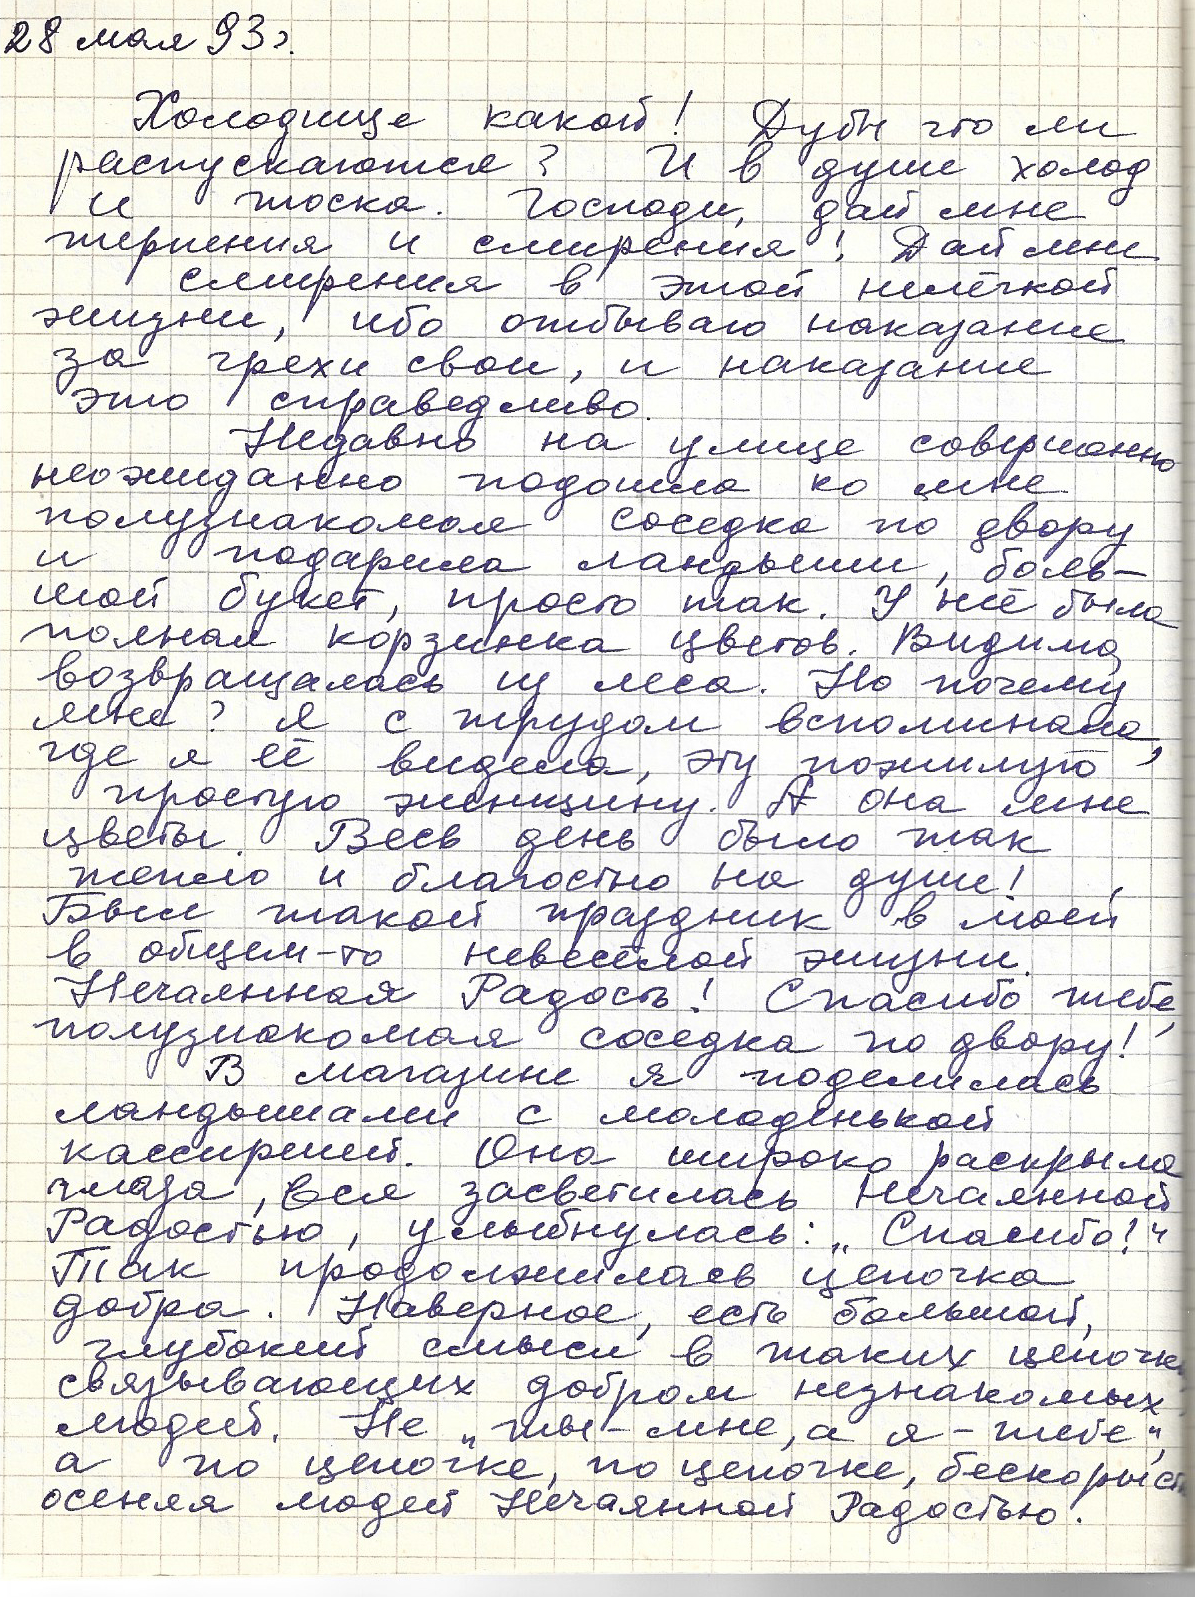 28 мая 93 г.
Холодище какой! Дубы что ли
распускаются? И в душе холод
и тоска. Господи, дай мне
терпения и смирения! Дай мне
смирения в этой нелёгкой
жизни, ибо отбываю наказание
за грехи свои, и наказание
это справедливо.
Недавно на улице совершенно
неожиданно подошла ко мне
полузнакомая соседка по двору
и подарила ландыши, боль-
шой букет, просто так. У неё была
полная корзинка цветов. Видимо,
возвращалась из леса. Но почему
мне? Я с трудом вспоминала,
где я её видела, эту пожилую
простую женщину. А она мне
цветы. Весь день было так
тепло и благостно на душе!
Был такой праздник в моей
в общем-то невесёлой жизни.
Нечаянная Радость! Спасибо тебе,
полузнакомая соседка по двору!
В магазине я поделилась
ландышами с молоденькой
кассиршей. Она широко раскрыла
глаза, вся засветилась Нечаянной
Радостью, улыбнулась: „Спасибо!“
Так продолжилась цепочка
добра. Наверное, есть большой,
глубокий смысл в таких цепочк
связывающих добром незнакомых
людей. Не „ты – мне, а я – тебе“,
а по цепочке, по цепочке, бескорыст
осеняя людей Нечаянной Радостью.